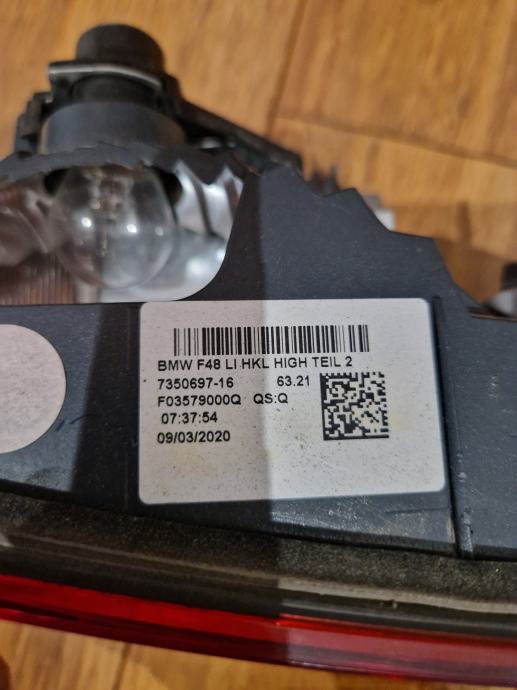 BMW F48 LI HKL HIGH TEIL 2
7350697-16 63.21
F03579000Q QS:Q
07:37:54
09/03/2020